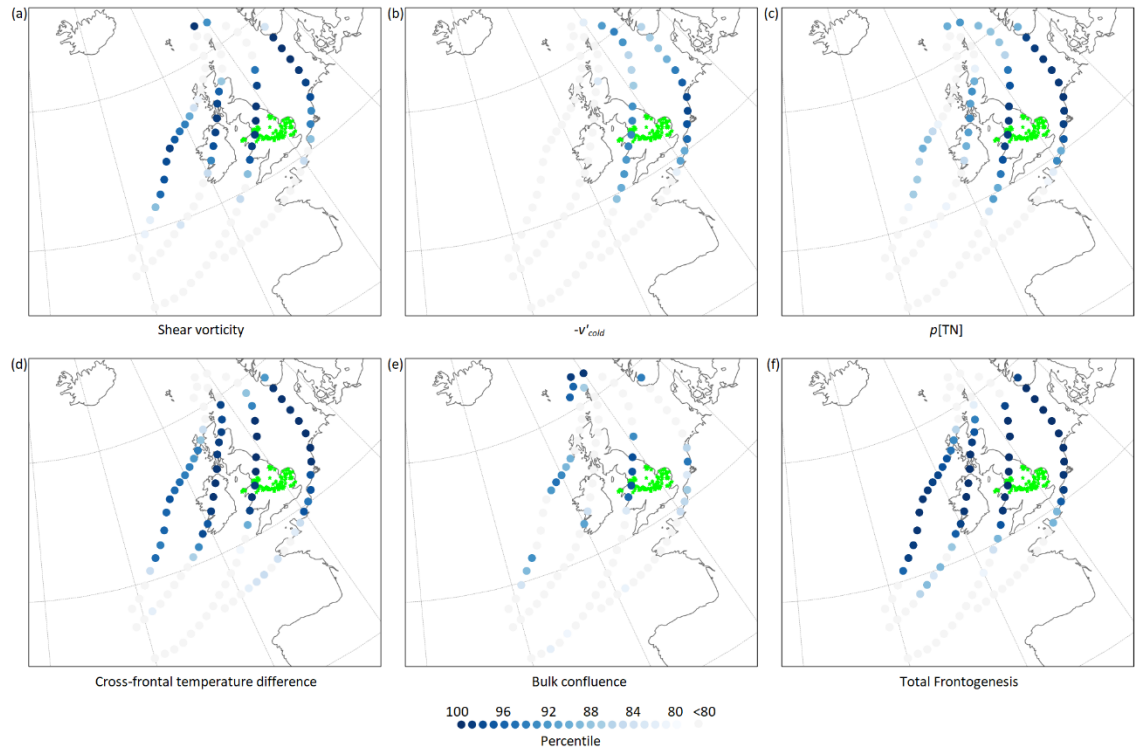 (a) (b) (c)
Shear vorticity -v'cold p[TN]
(d) (e) (f)
Cross-frontal temperature difference Bulk confluence Total Frontogenesis
100 96 92 88 84 80 <80
Percentile